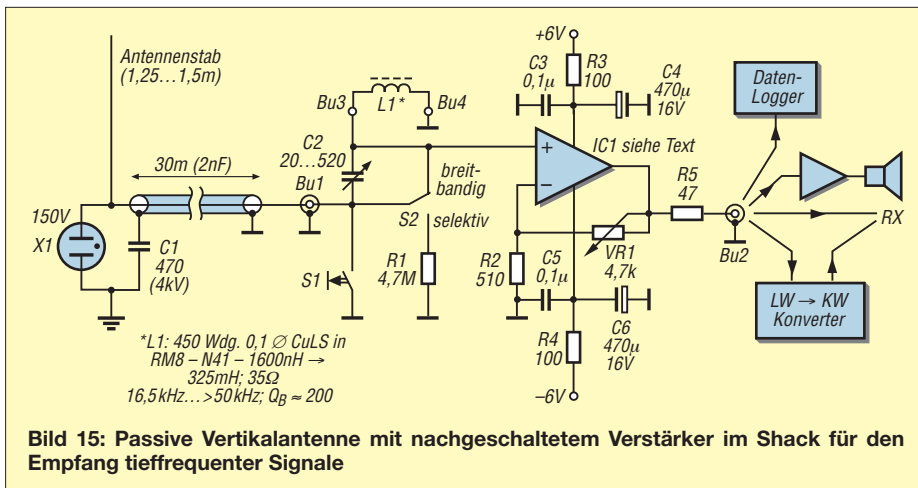 +6V
Antennenstab
(1,25...1,5m)
C3
0,1µ
R3
100
C4
470µ
16V
Daten-
Logger
Bu3
L1*
Bu4
IC1 siehe Text
30m (2nF)
C2
20...520
Bu1
breit-
bandig
S2
selektiv
R5
47
RX
Bu2
150V
X1
C1
470
(4kV)
S1
R1
4,7M
R2
510
C5
0,1µ
VR1
4,7k
C6
470µ
16V
LW → KW
Konverter
R4
100
–6V
*L1: 450 Wdg. 0,1 Ø CuLS in
RM8 – N41 – 1600nH →
325mH; 35Ω
16,5kHz...>50kHz; QB ≈ 200
Bild 15: Passive Vertikalantenne mit nachgeschaltetem Verstärker im Shack für den
Empfang tieffrequenter Signale